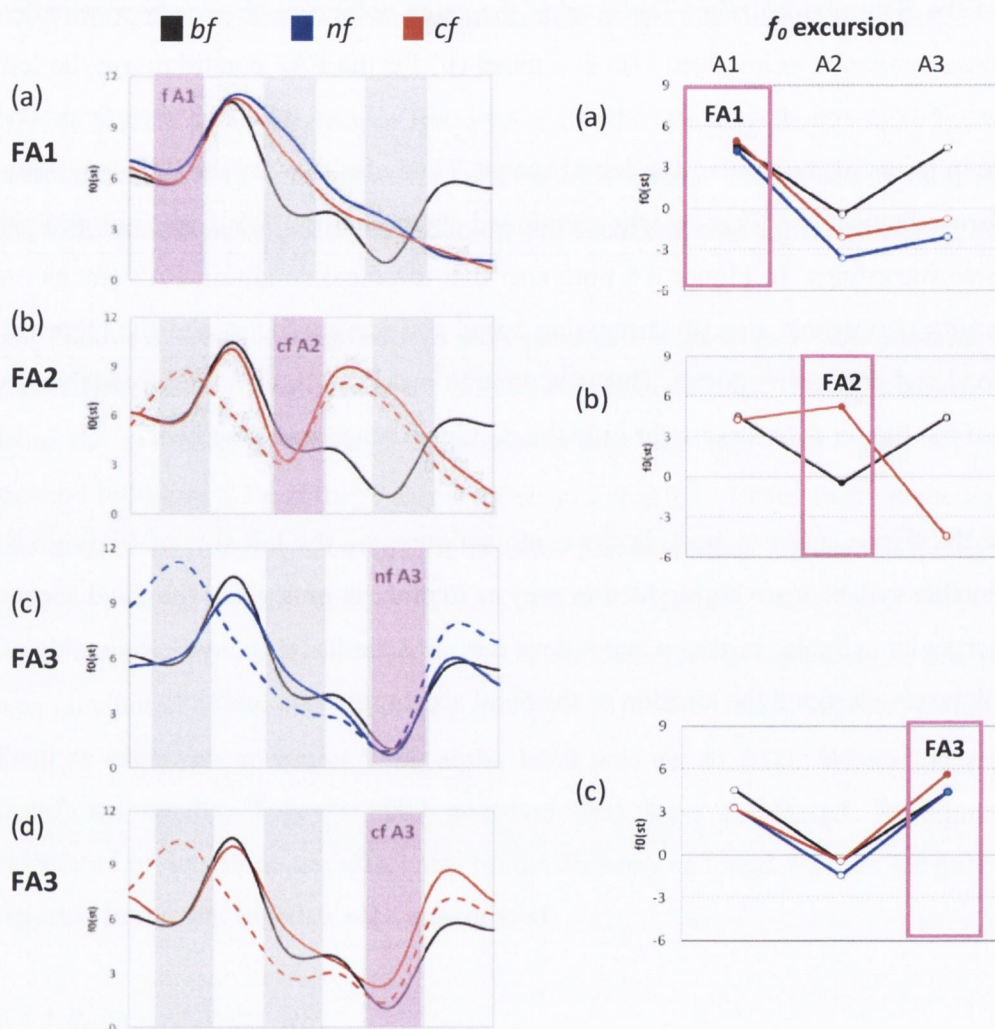 bf nf cf
f₀ excursion
A1 A2 A3
(a)
FA1
f0(st)
12
9
6
3
0
f A1
(b)
FA2
f0(st)
12
9
6
3
0
cf A2
(c)
FA3
f0(st)
12
9
6
3
0
nf A3
(d)
FA3
f0(st)
12
9
6
3
0
cf A3
(a)
f0(st)
9
6
3
0
-3
-6
FA1
(b)
f0(st)
9
6
3
0
-3
-6
FA2
(c)
f0(st)
9
6
3
0
-3
-6
FA3